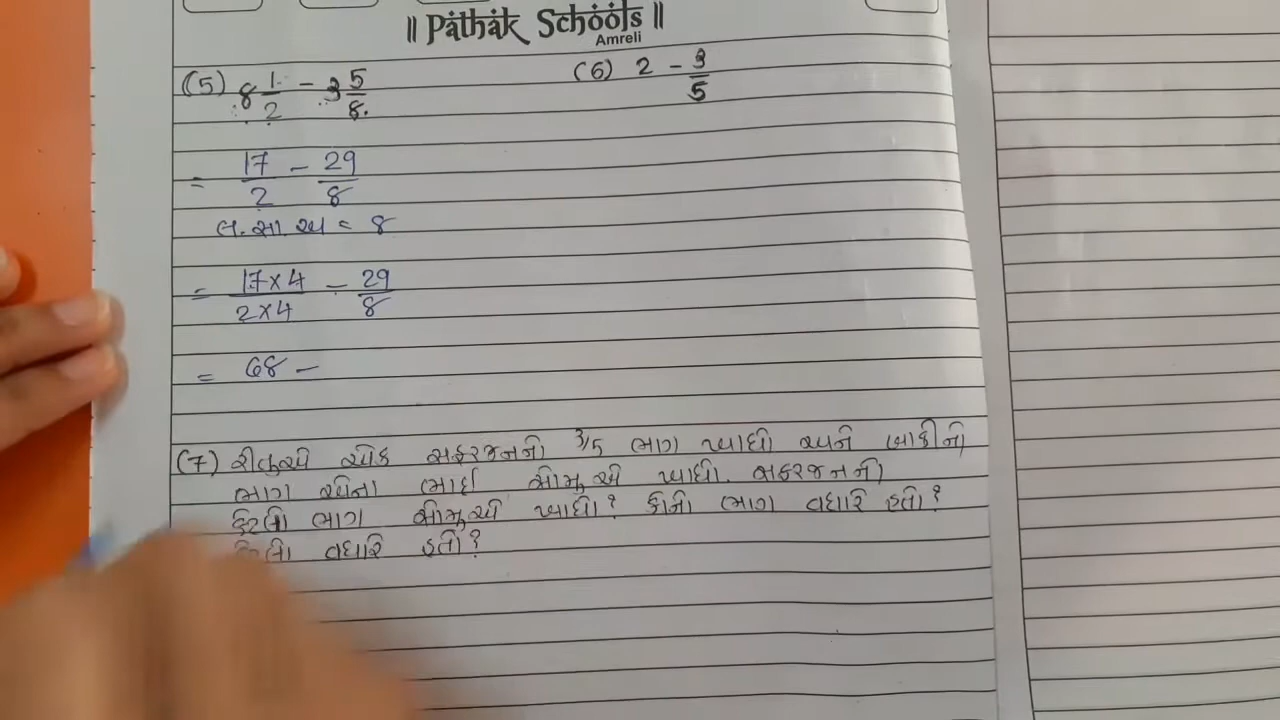 || Pathak Schools ||
Amreli
(5) 8 1/2 - 3 5/8
(6) 2 - 3/5
= 17/2 - 29/8
લ.સા.અ = 8
= 17×4/2×4 - 29/8
= 68 -
(7) રીતુએ એક સફરજનનો 3/5 ભાગ ખાધો અને બાકીનો
ભાગ એના ભાઈ સોમુએ ખાધો. સફરજનનો
કેટલો ભાગ સોમુએ ખાધો? કોનો ભાગ વધારે હતો?
કેટલો વધારે હતો?